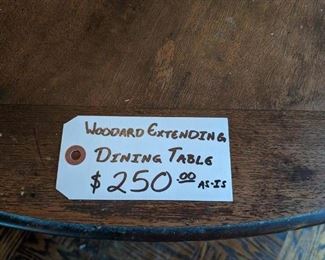 WOODARD EXTENDING
DINING TABLE
$250.00 AS-IS